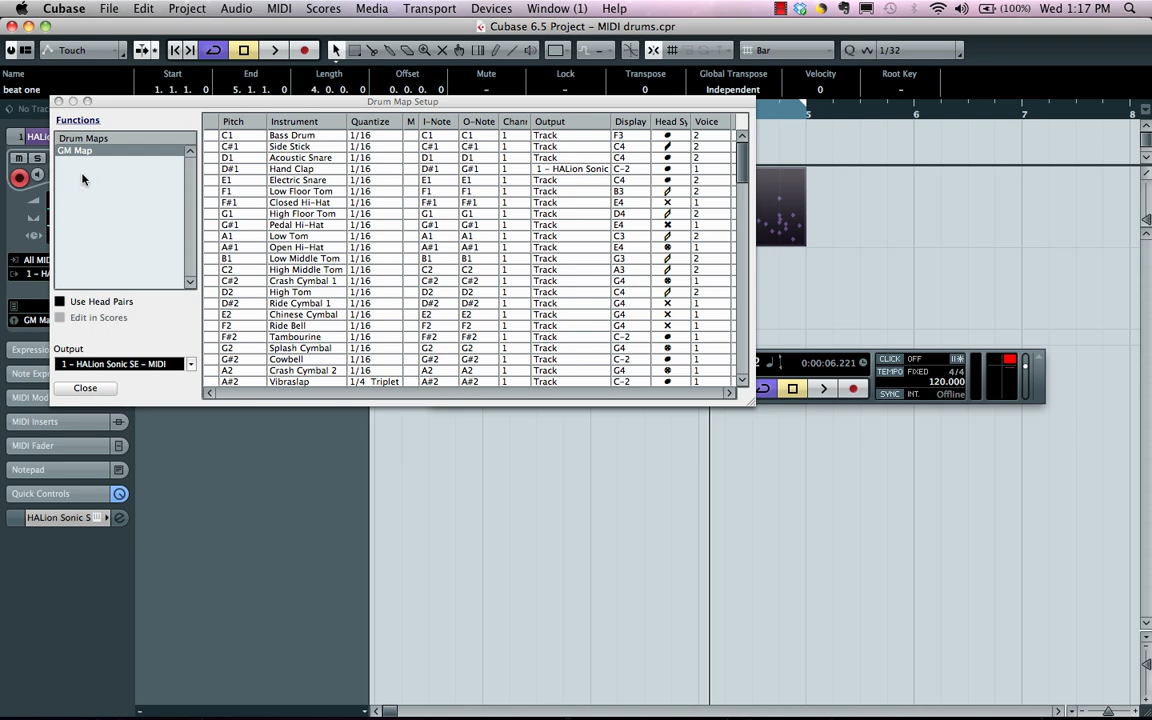 Cubase File Edit Project Audio MIDI Scores Media Transport Devices Window (1) Help (100%) Wed 1:17 PM
Cubase 6.5 Project - MIDI drums.cpr
Touch Bar Q 1/32
Name Start End Length Offset Mute Lock Transpose Global Transpose Velocity Root Key
beat one 1. 1. 1. 0 5. 1. 1. 0 4. 0. 0. 0 0. 0. 0. 0 – – 0 Independent 0 –
Drum Map Setup
No Tra
5 6 7 8
1 HALi
M S
All MI
1 - H
GM Ma
Functions
Drum Maps
GM Map
Use Head Pairs
Edit in Scores
Output
1 - HALion Sonic SE - MIDI
Close
Pitch Instrument Quantize M I-Note O-Note Chann Output Display Head Sy Voice
C1 Bass Drum 1/16 C1 C1 1 Track F3 2
C#1 Side Stick 1/16 C#1 C#1 1 Track C4 2
D1 Acoustic Snare 1/16 D1 D1 1 Track C4 2
D#1 Hand Clap 1/16 D#1 G#1 1 1 - HALion Sonic C-2 1
E1 Electric Snare 1/16 E1 E1 1 Track C4 2
F1 Low Floor Tom 1/16 F1 F1 1 Track B3 2
F#1 Closed Hi-Hat 1/16 F#1 F#1 1 Track E4 1
G1 High Floor Tom 1/16 G1 G1 1 Track D4 2
G#1 Pedal Hi-Hat 1/16 G#1 G#1 1 Track E4 1
A1 Low Tom 1/16 A1 A1 1 Track C3 2
A#1 Open Hi-Hat 1/16 A#1 A#1 1 Track E4 1
B1 Low Middle Tom 1/16 B1 B1 1 Track G3 2
C2 High Middle Tom 1/16 C2 C2 1 Track A3 2
C#2 Crash Cymbal 1 1/16 C#2 C#2 1 Track G4 1
D2 High Tom 1/16 D2 D2 1 Track C4 2
D#2 Ride Cymbal 1 1/16 D#2 D#2 1 Track G4 1
E2 Chinese Cymbal 1/16 E2 E2 1 Track G4 1
F2 Ride Bell 1/16 F2 F2 1 Track G4 1
F#2 Tambourine 1/16 F#2 F#2 1 Track C-2 1
G2 Splash Cymbal 1/16 G2 G2 1 Track G4 1
G#2 Cowbell 1/16 G#2 G#2 1 Track C-2 1
A2 Crash Cymbal 2 1/16 A2 A2 1 Track G4 1
A#2 Vibraslap 1/4 Triplet A#2 A#2 1 Track C-2 1
Expressi
Note Exp
MIDI Mod
MIDI Inserts
MIDI Fader
Notepad
Quick Controls
HALion Sonic S
2 0:00:06.221
CLICK OFF
TEMPO FIXED 4/4
120.000
SYNC INT. Offline